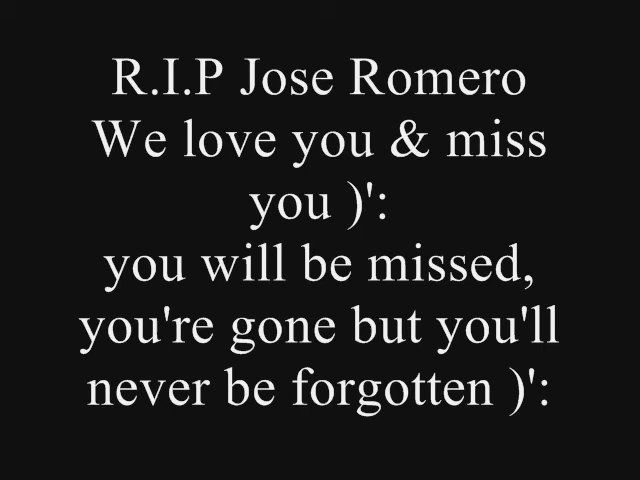 R.I.P Jose Romero
We love you & miss
you )':
you will be missed,
you're gone but you'll
never be forgotten )':